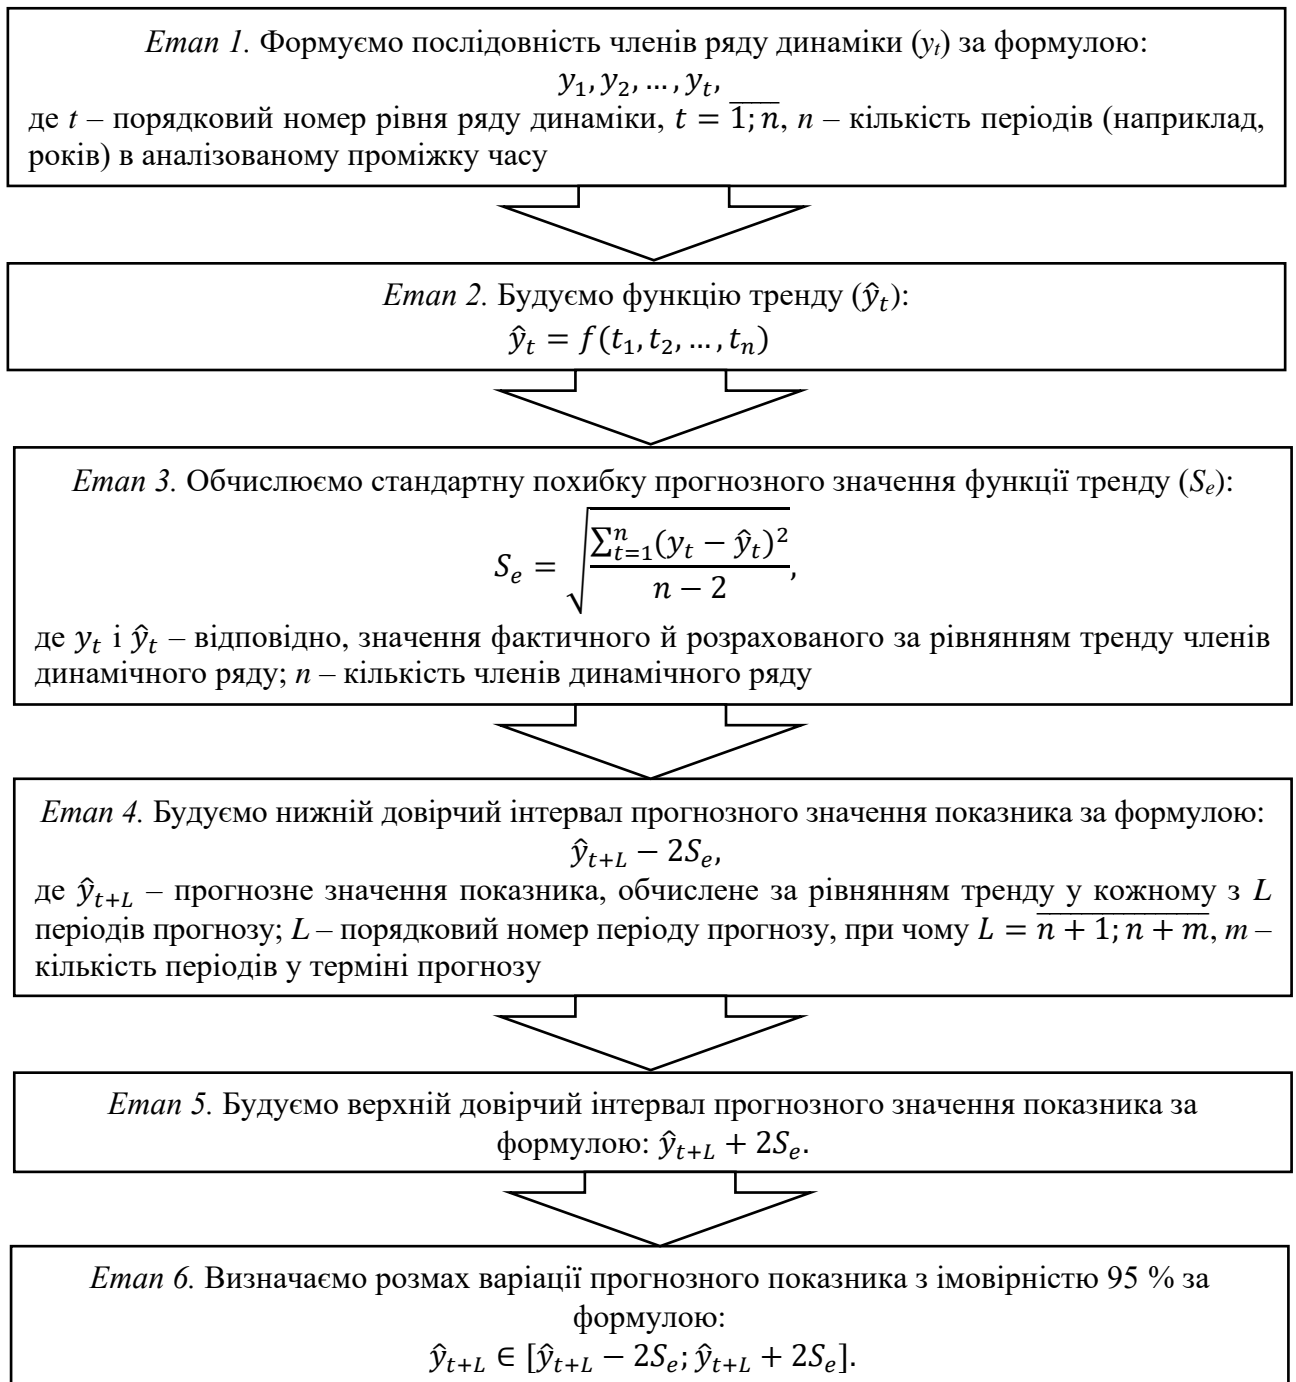 Етап 1. Формуємо послідовність членів ряду динаміки (yₜ) за формулою:
y₁, y₂, … , yₜ,
де t – порядковий номер рівня ряду динаміки, t = 1; n, n – кількість періодів (наприклад,
років) в аналізованому проміжку часу
Етап 2. Будуємо функцію тренду (ŷₜ):
ŷₜ = f(t₁, t₂, … , tₙ)
Етап 3. Обчислюємо стандартну похибку прогнозного значення функції тренду (Sₑ):
Sₑ = √(∑ₜ₌₁ⁿ(yₜ − ŷₜ)² / (n − 2)),
де yₜ і ŷₜ – відповідно, значення фактичного й розрахованого за рівнянням тренду членів
динамічного ряду; n – кількість членів динамічного ряду
Етап 4. Будуємо нижній довірчий інтервал прогнозного значення показника за формулою:
ŷₜ₊L − 2Sₑ,
де ŷₜ₊L – прогнозне значення показника, обчислене за рівнянням тренду у кожному з L
періодів прогнозу; L – порядковий номер періоду прогнозу, при чому L = n + 1; n + m, m –
кількість періодів у терміні прогнозу
Етап 5. Будуємо верхній довірчий інтервал прогнозного значення показника за
формулою: ŷₜ₊L + 2Sₑ.
Етап 6. Визначаємо розмах варіації прогнозного показника з імовірністю 95 % за
формулою:
ŷₜ₊L ∈ [ŷₜ₊L − 2Sₑ; ŷₜ₊L + 2Sₑ].